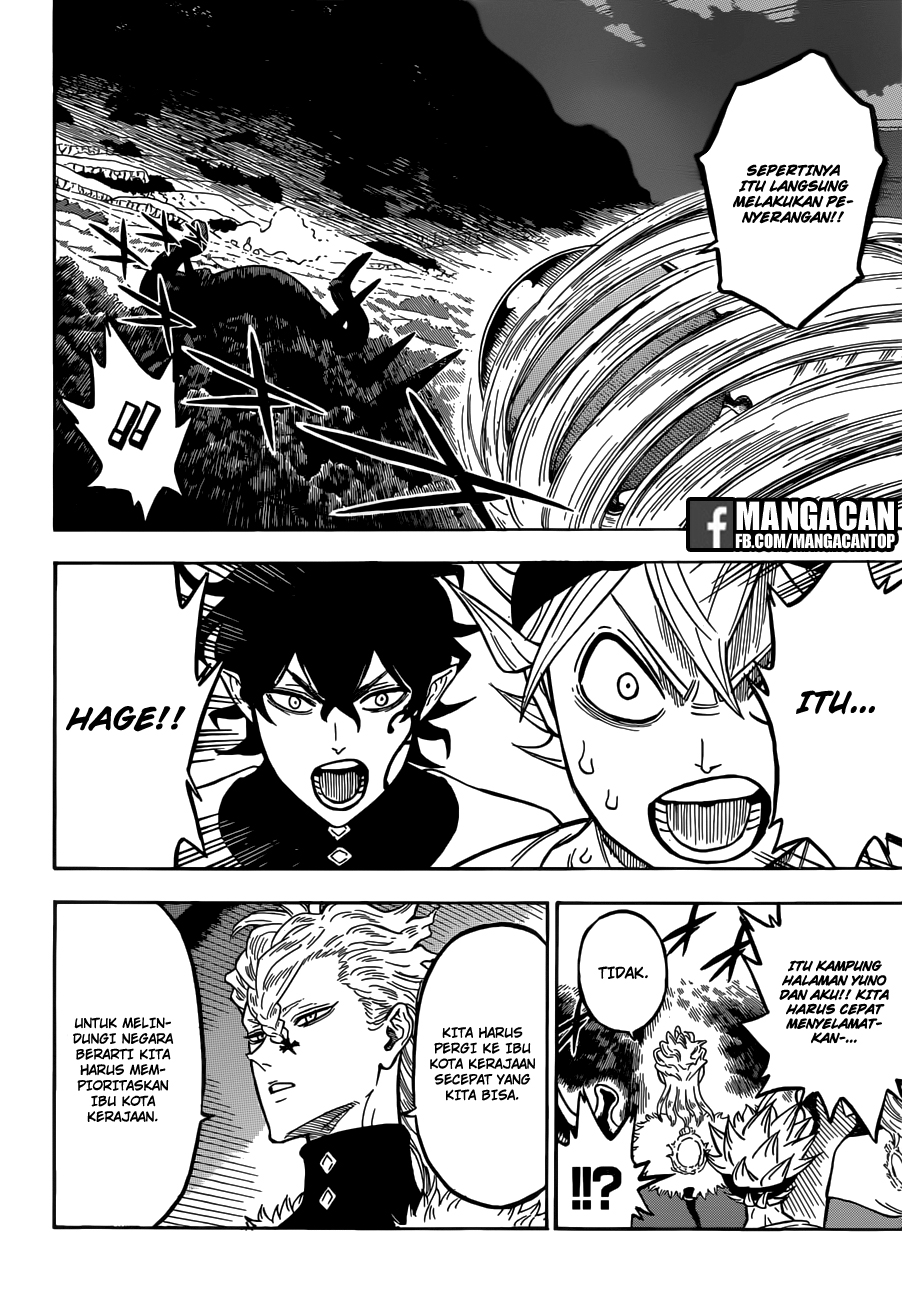 SEPERTINYA
ITU LANGSUNG
MELAKUKAN PE-
NYERANGAN!!
!!
MANGACAN
FB.COM/MANGACANTOP
ITU...
HAGE!!
ITU KAMPUNG
HALAMAN YUNO
DAN AKU!! KITA
HARUS CEPAT
MENYELAMAT-
KAN-...
TIDAK.
!!?
KITA HARUS
PERGI KE IBU
KOTA KERAJAAN
SECEPAT YANG
KITA BISA.
UNTUK MELIN-
DUNGI NEGARA
BERARTI KITA
HARUS MEM-
PIORITASKAN
IBU KOTA
KERAJAAN.